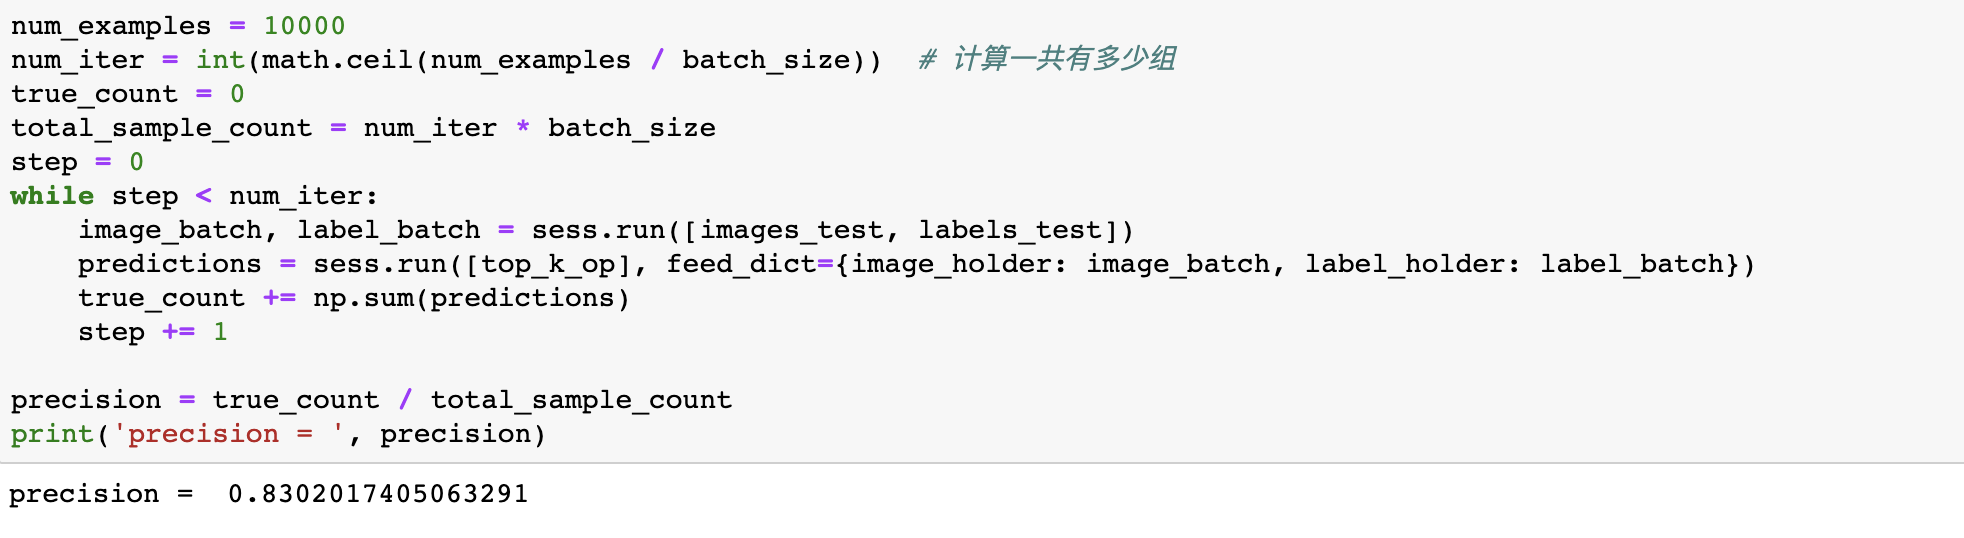 num_examples = 10000
num_iter = int(math.ceil(num_examples / batch_size))  # 计算一共有多少组
true_count = 0
total_sample_count = num_iter * batch_size
step = 0
while step < num_iter:
    image_batch, label_batch = sess.run([images_test, labels_test])
    predictions = sess.run([top_k_op], feed_dict={image_holder: image_batch, label_holder: label_batch})
    true_count += np.sum(predictions)
    step += 1
precision = true_count / total_sample_count
print('precision = ', precision)
precision =  0.8302017405063291